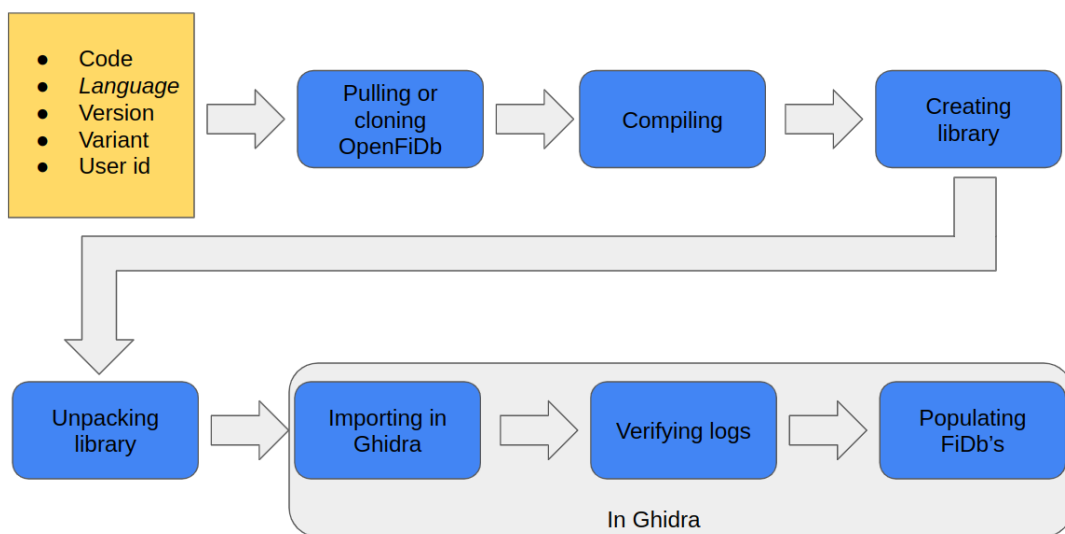 ● Code
● Language
● Version
● Variant
● User id
Pulling or
cloning
OpenFiDb
Compiling
Creating
library
Unpacking
library
Importing in
Ghidra
Verifying logs
Populating
FiDb's
In Ghidra